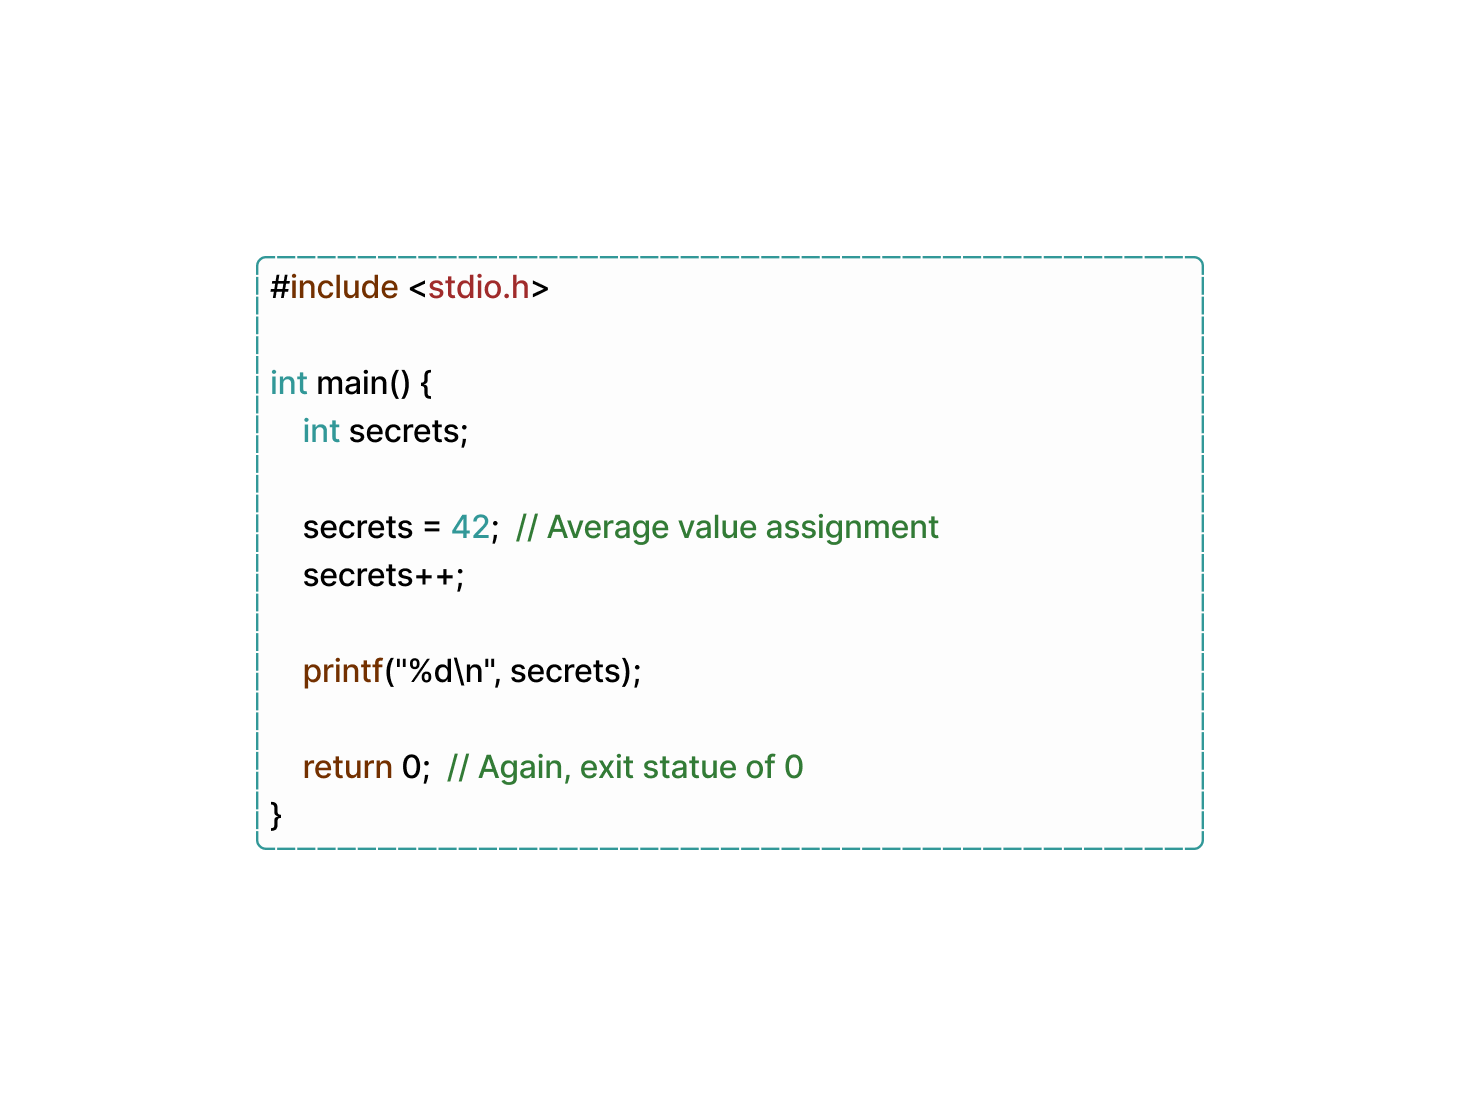 #include <stdio.h>
int main() {
int secrets;
secrets = 42; // Average value assignment
secrets++;
printf("%d\n", secrets);
return 0; // Again, exit statue of 0
}